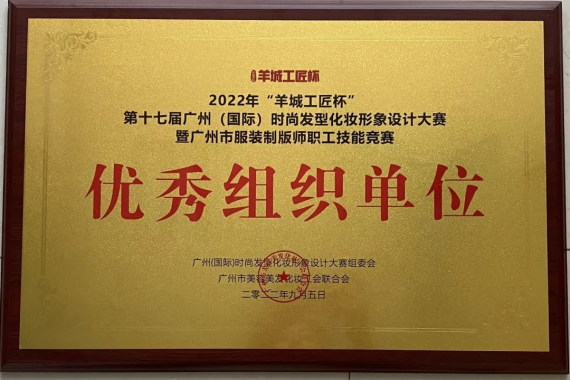 羊城工匠杯
2022年“羊城工匠杯”
第十七届广州（国际）时尚发型化妆形象设计大赛
暨广州市服装制版师职工技能竞赛
优秀组织单位
广州(国际)时尚发型化妆形象设计大赛组委会
广州市美容美发化妆工会联合会
二零二二年九月五日